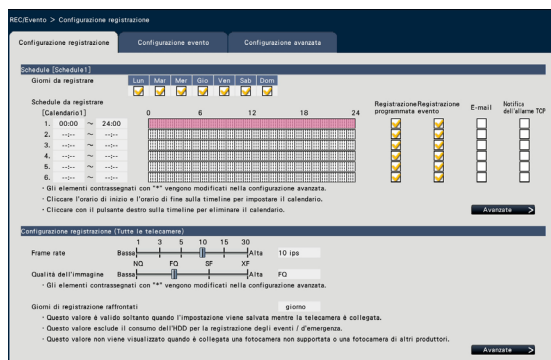 REC/Evento > Configurazione registrazione
Configurazione registrazione Configurazione evento Configurazione avanzata
Schedule [Schedule1]
Giorni da registrare Lun Mar Mer Gio Ven Sab Dom
Schedule da registrare
[Calendario1] 0 6 12 18 24 Registrazione programmata Registrazione evento E-mail Notifica dell'allarme TCP
1. 00:00 ~ 24:00
2. --:-- ~ --:--
3. --:-- ~ --:--
4. --:-- ~ --:--
5. --:-- ~ --:--
6. --:-- ~ --:--
· Gli elementi contrassegnati con "*" vengono modificati nella configurazione avanzata.
· Cliccare l'orario di inizio e l'orario di fine sulla timeline per impostare il calendario.
· Cliccare con il pulsante destro sulla timeline per eliminare il calendario.
Avanzate >
Configurazione registrazione (Tutte le telecamere)
1 3 5 10 15 30
Frame rate Bassa Alta 10 ips
NQ FQ SF XF
Qualità dell'immagine Bassa Alta FQ
· Gli elementi contrassegnati con "*" vengono modificati nella configurazione avanzata.
Giorni di registrazione raffrontati giorno
· Questo valore è valido soltanto quando l'impostazione viene salvata mentre la telecamera è collegata.
· Questo valore esclude il consumo dell'HDD per la registrazione degli eventi / d'emergenza.
· Questo valore non viene visualizzato quando è collegata una fotocamera non supportata o una fotocamera di altri produttori.
Avanzate >